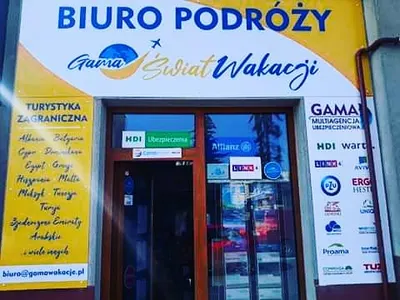 BIURO PODRÓŻY
Gama Świat Wakacji
TURYSTYKA
ZAGRANICZNA
Albania Bułgaria
Cypr Dominikana
Egipt Grecja
Hiszpania Malta
Meksyk Tunezja
Turcja
Zjednoczone Emiraty
Arabskie
i wiele innych
biuro@gamawakacje.pl
HDI Ubezpieczenia
Allianz
LINK4
GAMA
MULTIAGENCJA
UBEZPIECZENIOWA
HDI warta
AVIVA
PZU
ERGO
HESTIA
LINK4
Proama
TUZ